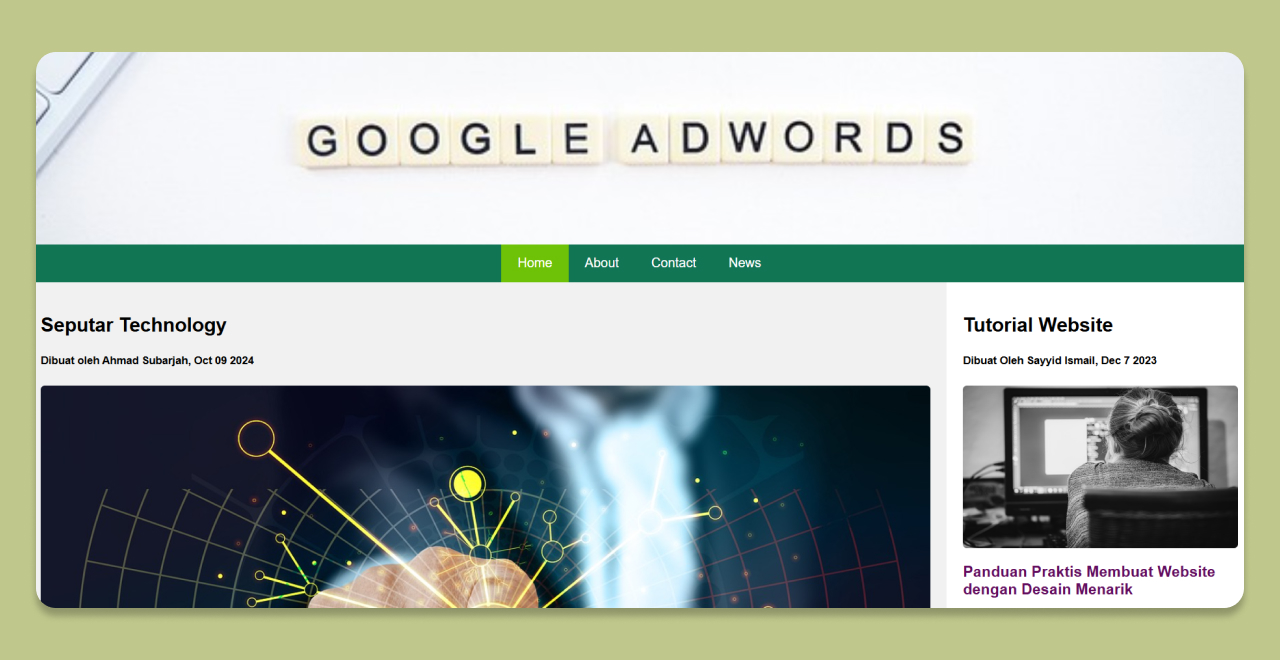 GOOGLE ADWORDS
Home About Contact News
Seputar Technology
Dibuat oleh Ahmad Subarjah, Oct 09 2024
Tutorial Website
Dibuat Oleh Sayyid Ismail, Dec 7 2023
Panduan Praktis Membuat Website
dengan Desain Menarik